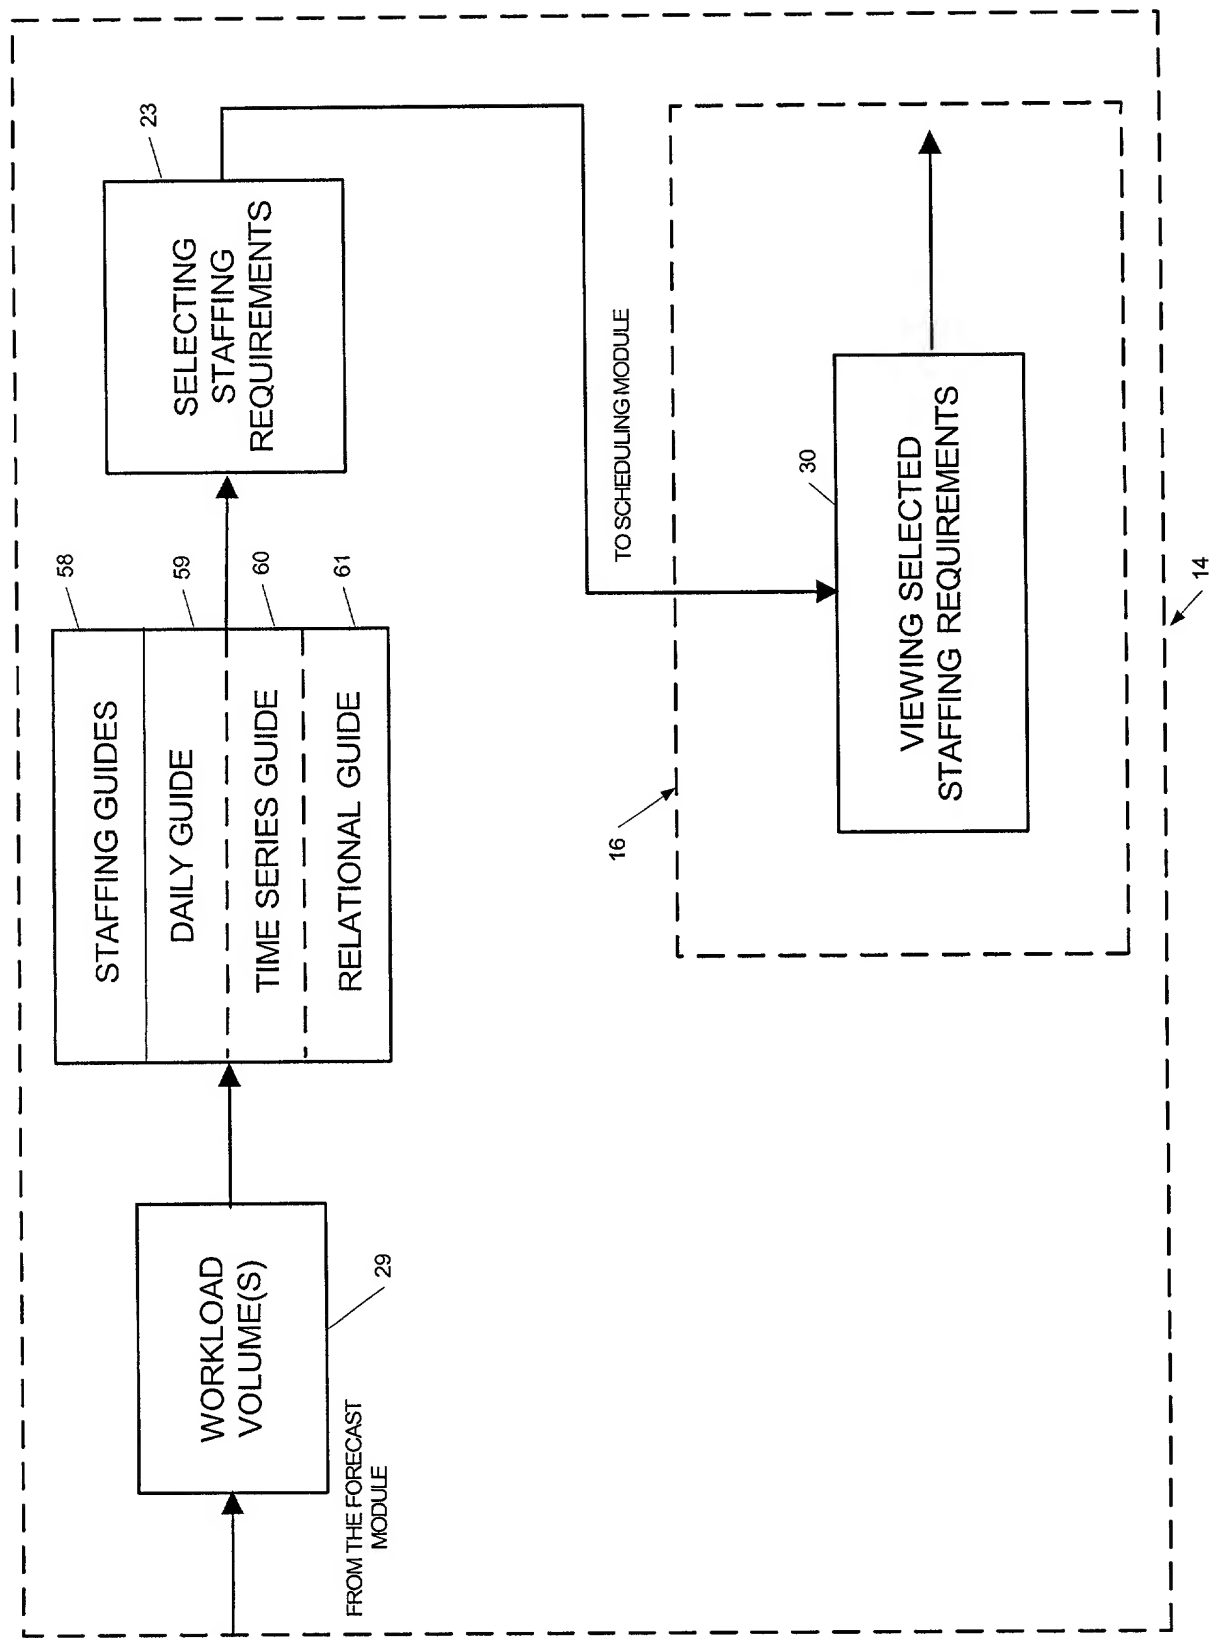 FROM THE FORECAST
MODULE
WORKLOAD
VOLUME(S)
29
STAFFING GUIDES
58
DAILY GUIDE
59
TIME SERIES GUIDE
60
RELATIONAL GUIDE
61
SELECTING
STAFFING
REQUIREMENTS
23
TO SCHEDULING MODULE
16
VIEWING SELECTED
STAFFING REQUIREMENTS
30
14